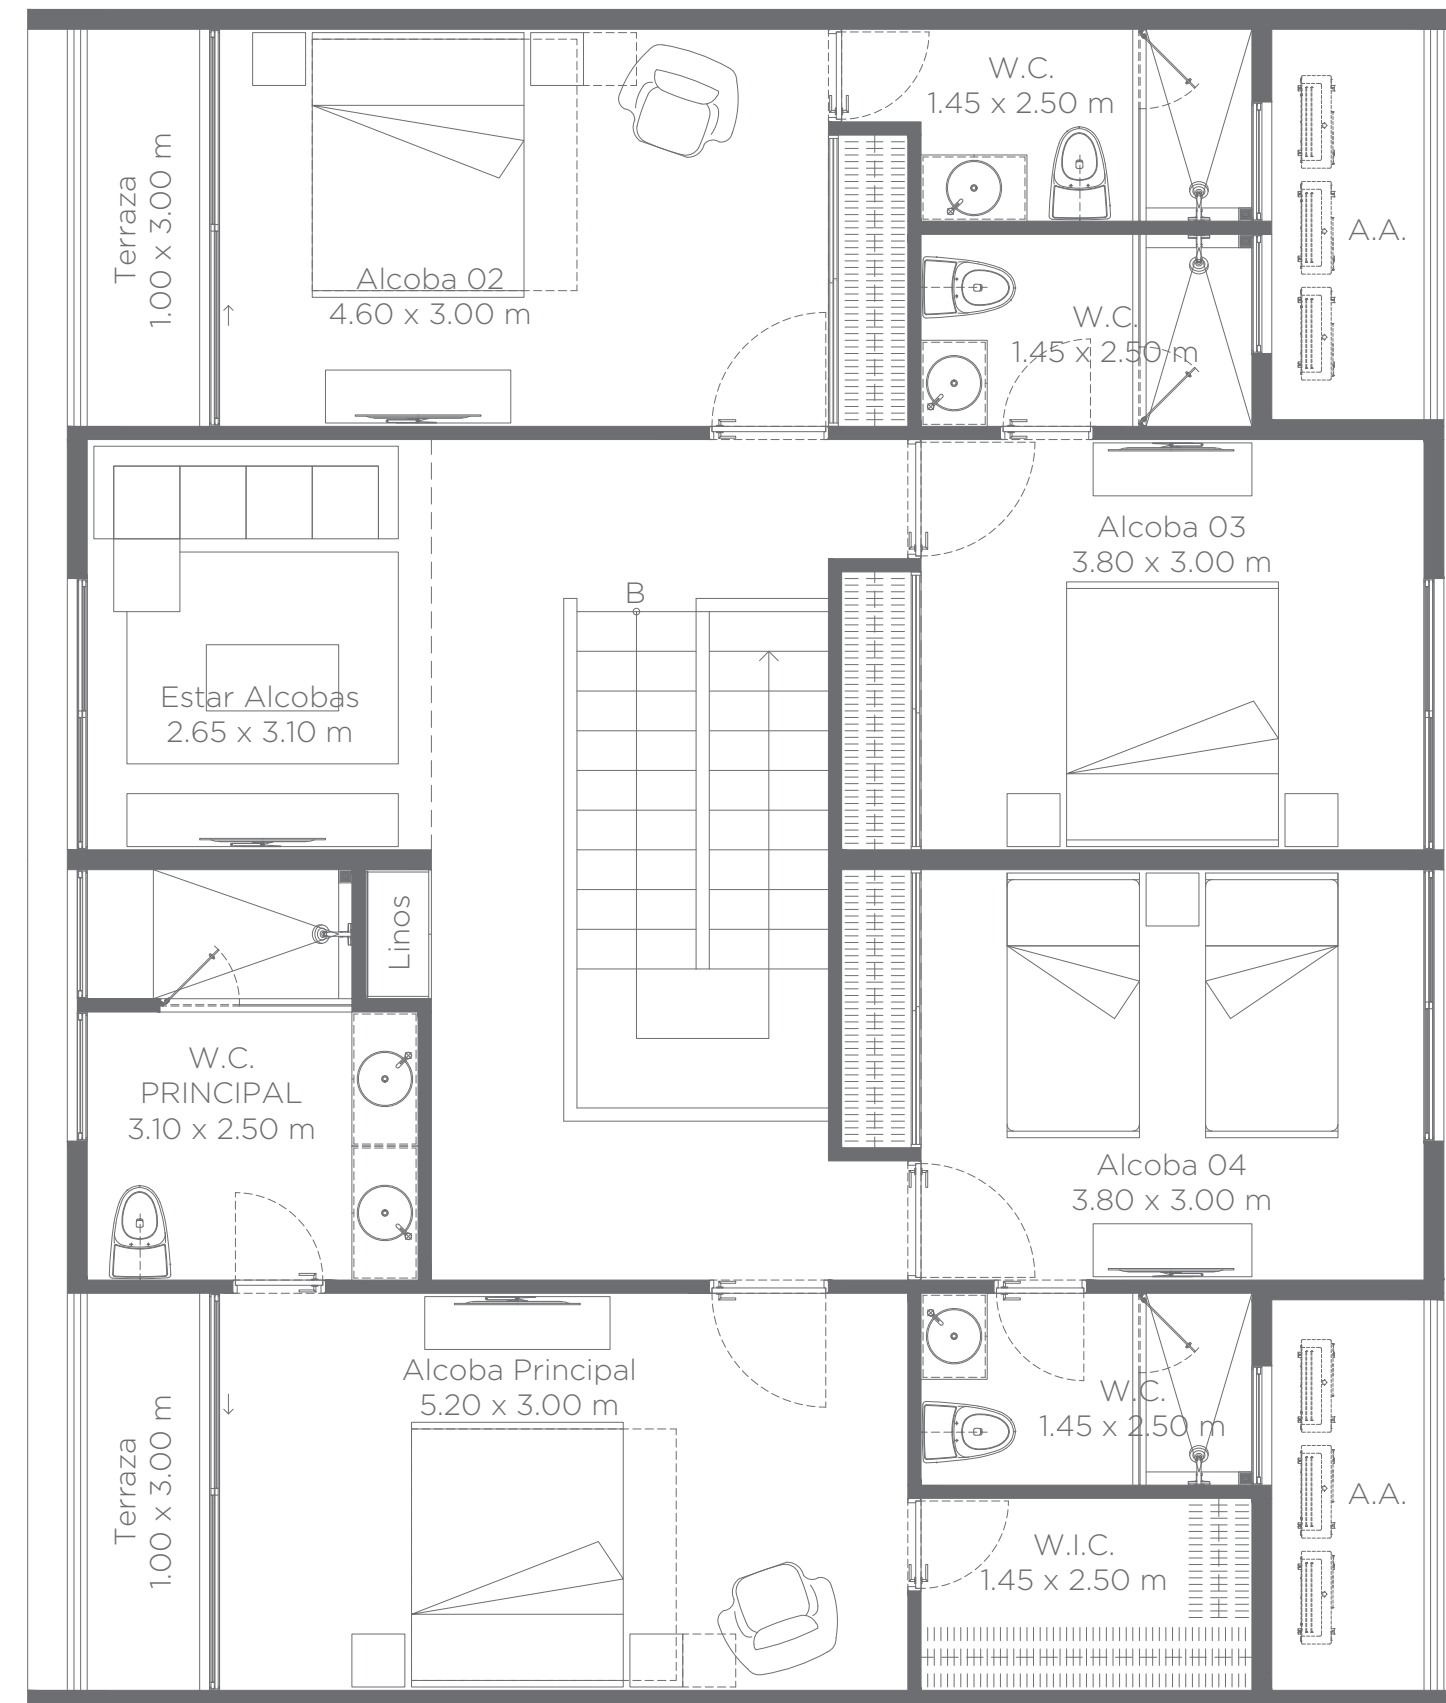 W.C.
1.45 x 2.50 m
Terraza
1.00 x 3.00 m
A.A.
Alcoba 02
4.60 x 3.00 m
W.C.
1.45 x 2.50 m
Alcoba 03
3.80 x 3.00 m
B
Estar Alcobas
2.65 x 3.10 m
Linos
W.C.
PRINCIPAL
3.10 x 2.50 m
Alcoba 04
3.80 x 3.00 m
Alcoba Principal
5.20 x 3.00 m
W.C.
1.45 x 2.50 m
Terraza
1.00 x 3.00 m
A.A.
W.I.C.
1.45 x 2.50 m